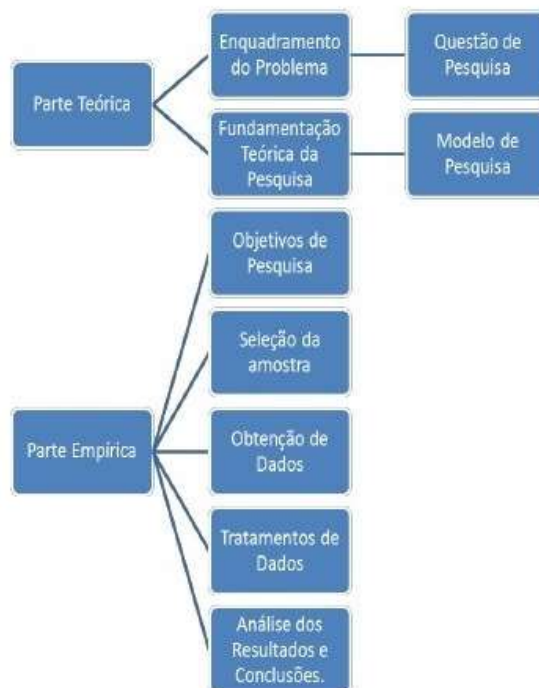 Parte Teórica
Enquadramento
do Problema
Questão de
Pesquisa
Fundamentação
Teórica da
Pesquisa
Modelo de
Pesquisa
Parte Empírica
Objetivos de
Pesquisa
Seleção da
amostra
Obtenção de
Dados
Tratamentos de
Dados
Análise dos
Resultados e
Conclusões.